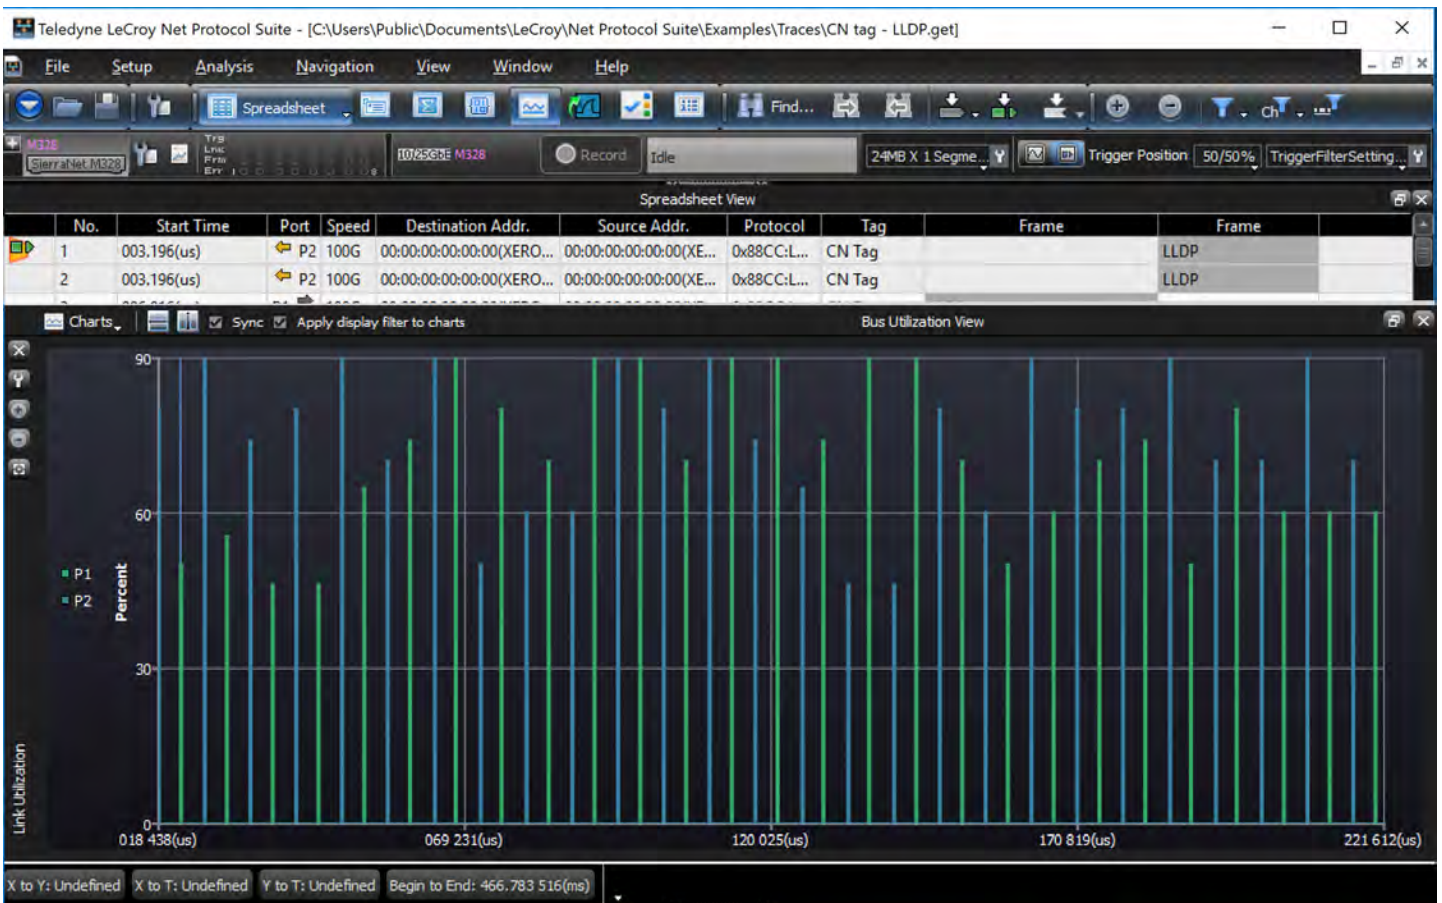 Teledyne LeCroy Net Protocol Suite - [C:\Users\Public\Documents\LeCroy\Net Protocol Suite\Examples\Traces\CN tag - LLDP.get]
File Setup Analysis Navigation View Window Help
Spreadsheet Find... Ch
M328
SierraNet M328
Trg
Lnk
Frm
Err
10/25GbE M328 Record Idle 24MB X 1 Segme... Trigger Position 50/50% TriggerFilterSetting...
Spreadsheet View
No. Start Time Port Speed Destination Addr. Source Addr. Protocol Tag Frame Frame
1 003.196(us) P2 100G 00:00:00:00:00:00(XERO... 00:00:00:00:00:00(XE... 0x88CC:L... CN Tag LLDP
2 003.196(us) P2 100G 00:00:00:00:00:00(XERO... 00:00:00:00:00:00(XE... 0x88CC:L... CN Tag LLDP
Charts Sync Apply display filter to charts Bus Utilization View
90
60
P1
P2
Percent
30
Link Utilization
0
018 438(us) 069 231(us) 120 025(us) 170 819(us) 221 612(us)
X to Y: Undefined X to T: Undefined Y to T: Undefined Begin to End: 466.783 516(ms)